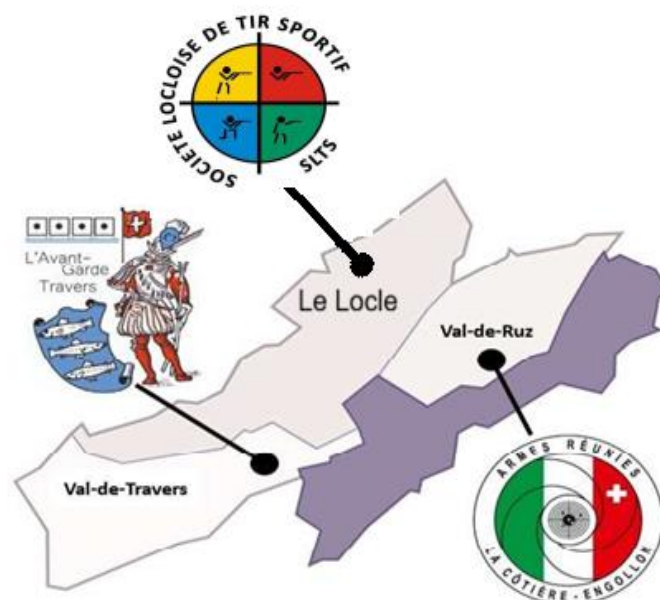 SOCIÉTÉ LOCLOISE DE TIR SPORTIF
SLTS
L'Avant-
Garde
Travers
Le Locle
Val-de-Ruz
Val-de-Travers
ARMES RÉUNIES
LA CÔTIÈRE-ENGOLLON